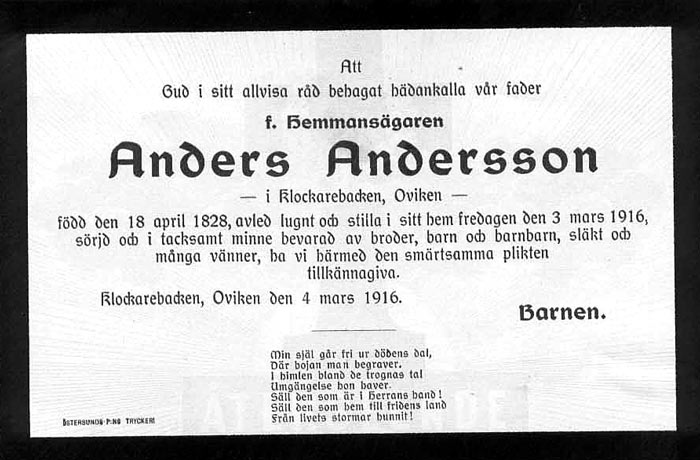 Att
Gud i sitt allvisa råd behagat hädankalla vår fader
f. Hemmansägaren
Anders Andersson
— i Klockarebacken, Oviken —
född den 18 april 1828, avled lugnt och stilla i sitt hem fredagen den 3 mars 1916,
sörjd och i tacksamt minne bevarad av broder, barn och barnbarn, släkt och
många vänner, ha vi härmed den smärtsamma plikten
tillkännagiva.
Klockarebacken, Oviken den 4 mars 1916.
Barnen.
Min själ går fri ur dödens dal,
Där bojan man begraver.
I himlen bland de trognas tal
Umgängelse hon haver.
Säll den som är i Herrans hand!
Säll den som hem till fridens land
Från livets stormar hunnit!
ÖSTERSUNDS-P:NS TRYCKERI